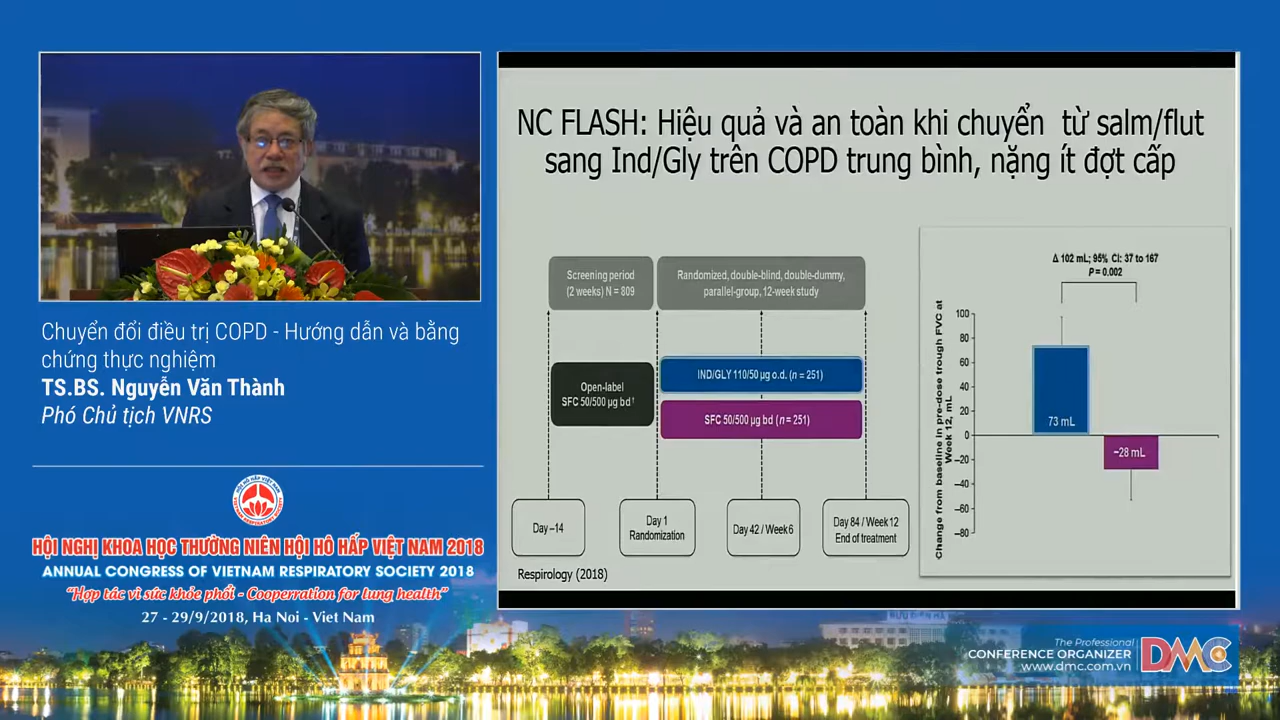 NC FLASH: Hiệu quả và an toàn khi chuyển từ salm/flut
sang Ind/Gly trên COPD trung bình, nặng ít đợt cấp
Screening period
(2 weeks) N = 809
Randomized, double-blind, double-dummy,
parallel-group, 12-week study
Open-label
SFC 50/500 µg bd†
IND/GLY 110/50 µg o.d. (n = 251)
SFC 50/500 µg bd (n = 251)
Day –14
Day 1
Randomization
Day 42 / Week 6
Day 84 / Week 12
End of treatment
Respirology (2018)
Δ 102 mL; 95% CI: 37 to 167
P = 0.002
Change from baseline in pre-dose trough FVC at
Week 12, mL
100
80
60
40
20
0
–20
–40
–60
–80
73 mL
–28 mL
Chuyển đổi điều trị COPD - Hướng dẫn và bằng
chứng thực nghiệm
TS.BS. Nguyễn Văn Thành
Phó Chủ tịch VNRS
HỘI HÔ HẤP VIỆT NAM
HỘI NGHỊ KHOA HỌC THƯỜNG NIÊN HỘI HÔ HẤP VIỆT NAM 2018
ANNUAL CONGRESS OF VIETNAM RESPIRATORY SOCIETY 2018
“Hợp tác vì sức khỏe phổi - Cooperration for lung health”
27 - 29/9/2018, Ha Noi - Viet Nam
The Professional
CONFERENCE ORGANIZER
www.dmc.com.vn
DMC